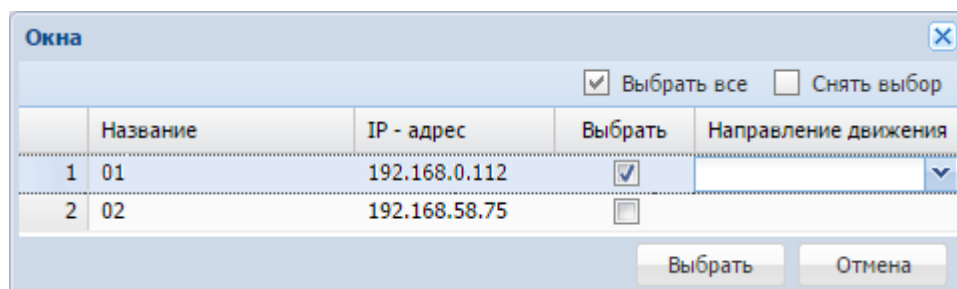 Окна
Выбрать все Снять выбор
Название IP - адрес Выбрать Направление движения
1 01 192.168.0.112
2 02 192.168.58.75
Выбрать Отмена